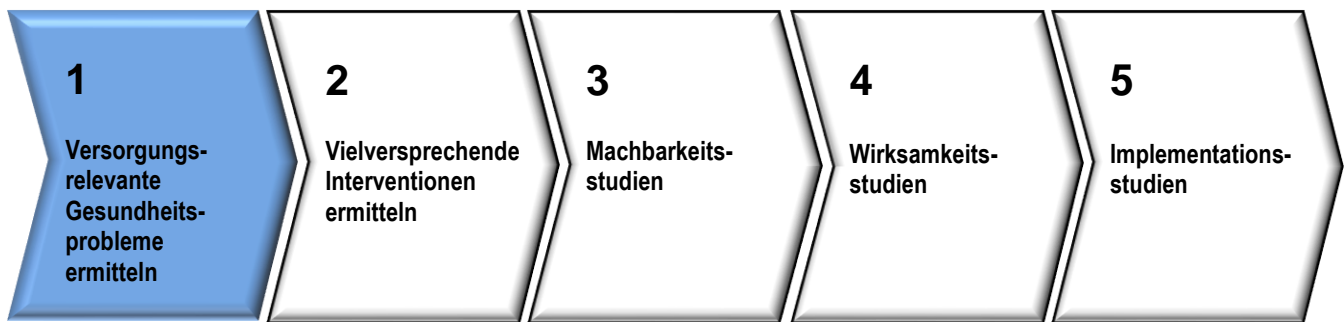 1
Versorgungs-
relevante
Gesundheits-
probleme
ermitteln
2
Vielversprechende
Interventionen
ermitteln
3
Machbarkeits-
studien
4
Wirksamkeits-
studien
5
Implementations-
studien